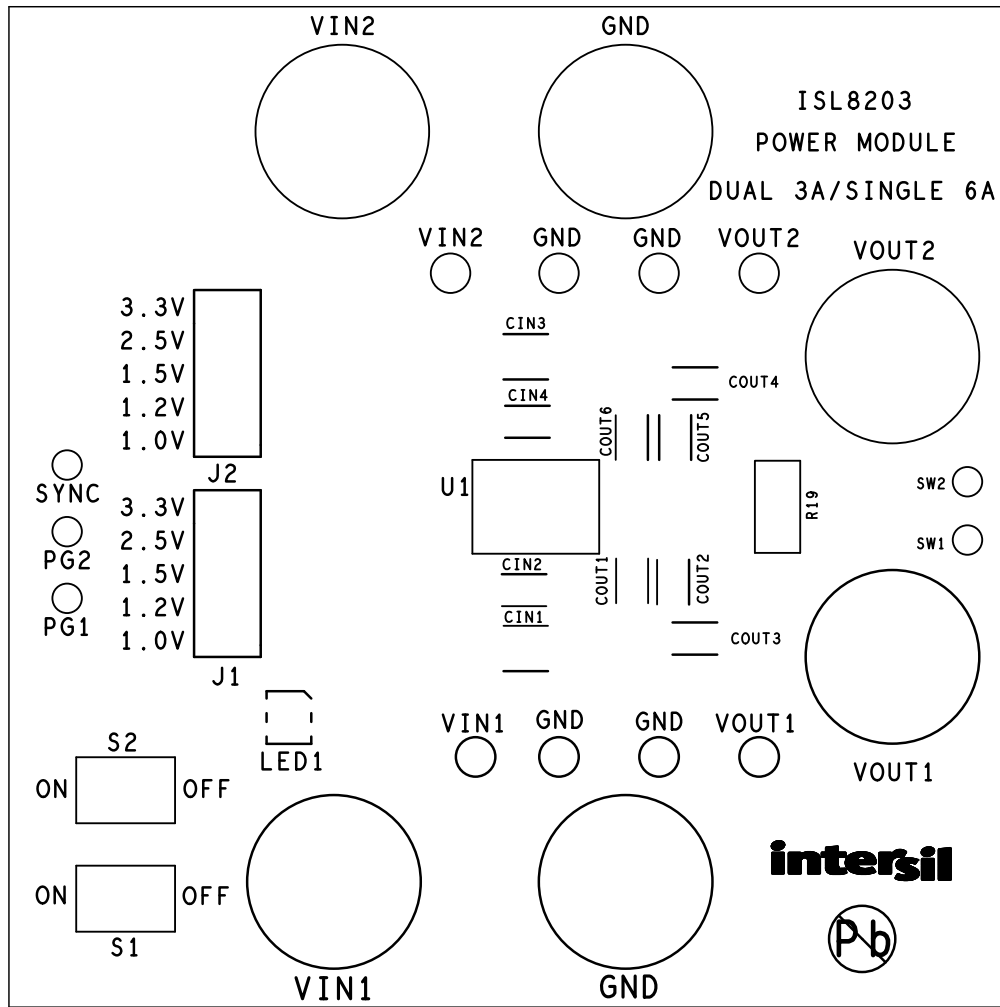 VIN2
GND
ISL8203
POWER MODULE
DUAL 3A/SINGLE 6A
VIN2
GND
GND
VOUT2
VOUT2
3.3V
2.5V
1.5V
1.2V
1.0V
J2
CIN3
CIN4
COUT4
COUT6
COUT5
U1
R19
SW2
SW1
SYNC
PG2
PG1
3.3V
2.5V
1.5V
1.2V
1.0V
J1
CIN2
CIN1
COUT1
COUT2
COUT3
LED1
VIN1
GND
GND
VOUT1
VOUT1
S2
ON
OFF
ON
OFF
S1
VIN1
GND
intersil
Pb